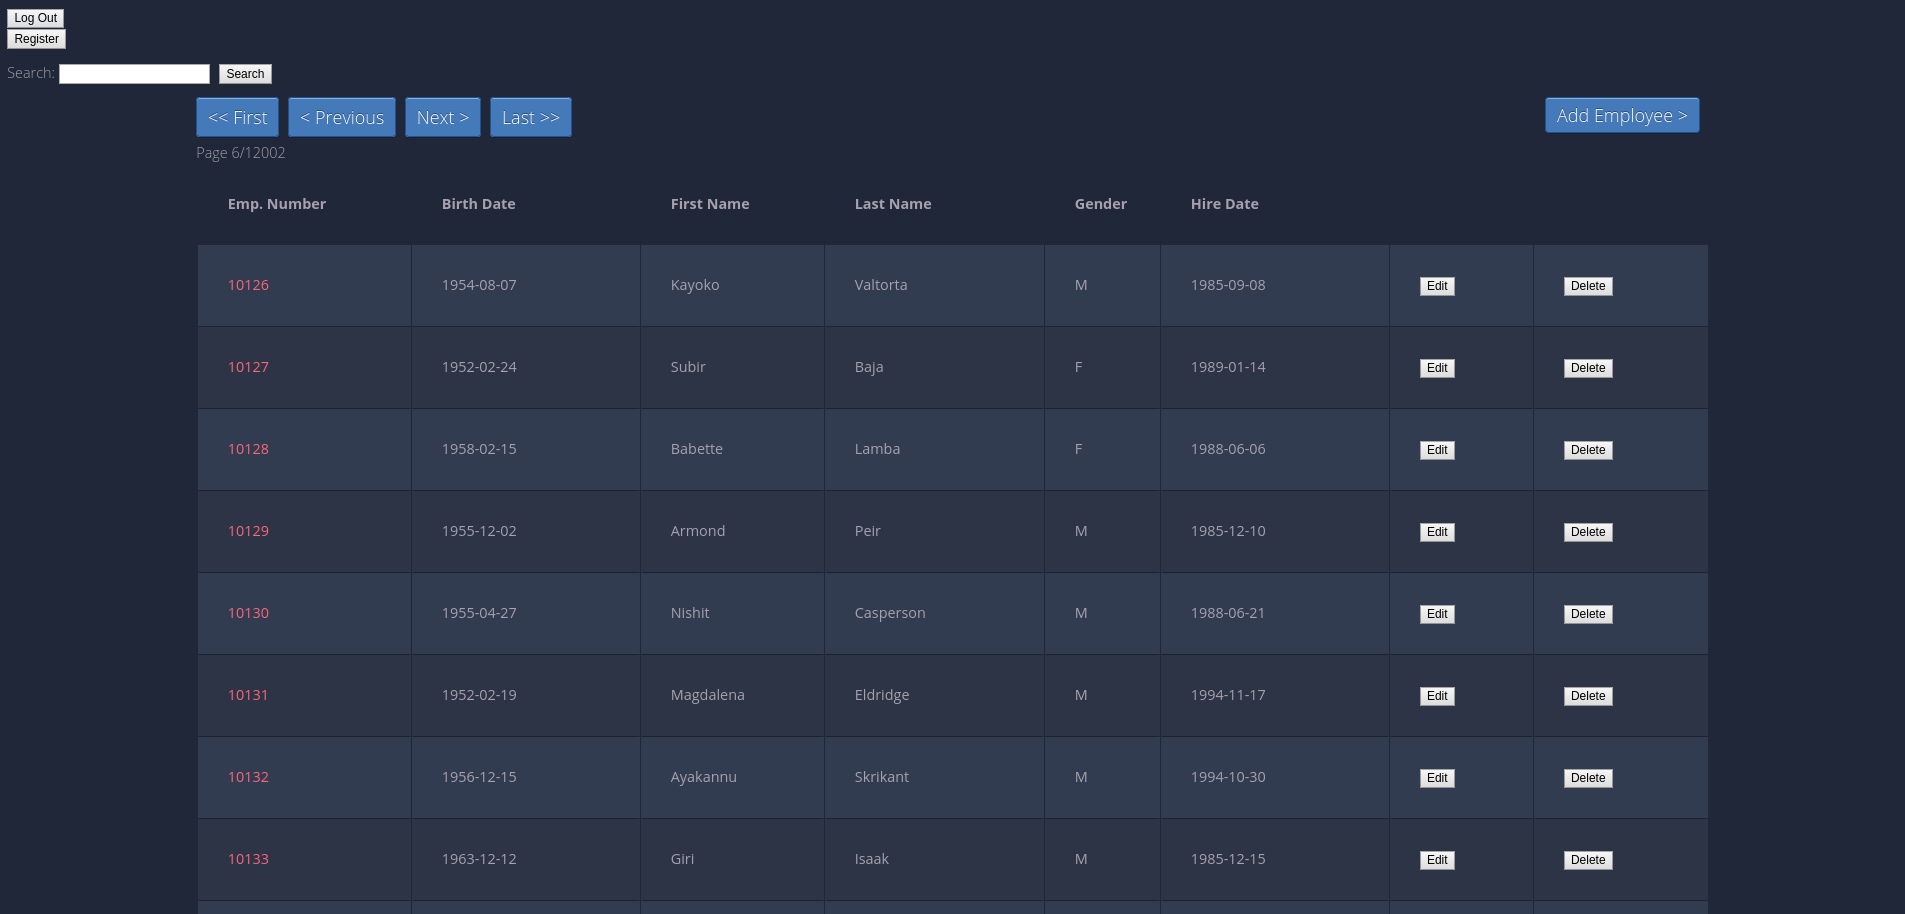 Log Out
Register
Search: Search
<< First < Previous Next > Last >> Add Employee >
Page 6/12002
Emp. Number Birth Date First Name Last Name Gender Hire Date
10126 1954-08-07 Kayoko Valtorta M 1985-09-08 Edit Delete
10127 1952-02-24 Subir Baja F 1989-01-14 Edit Delete
10128 1958-02-15 Babette Lamba F 1988-06-06 Edit Delete
10129 1955-12-02 Armond Peir M 1985-12-10 Edit Delete
10130 1955-04-27 Nishit Casperson M 1988-06-21 Edit Delete
10131 1952-02-19 Magdalena Eldridge M 1994-11-17 Edit Delete
10132 1956-12-15 Ayakannu Skrikant M 1994-10-30 Edit Delete
10133 1963-12-12 Giri Isaak M 1985-12-15 Edit Delete